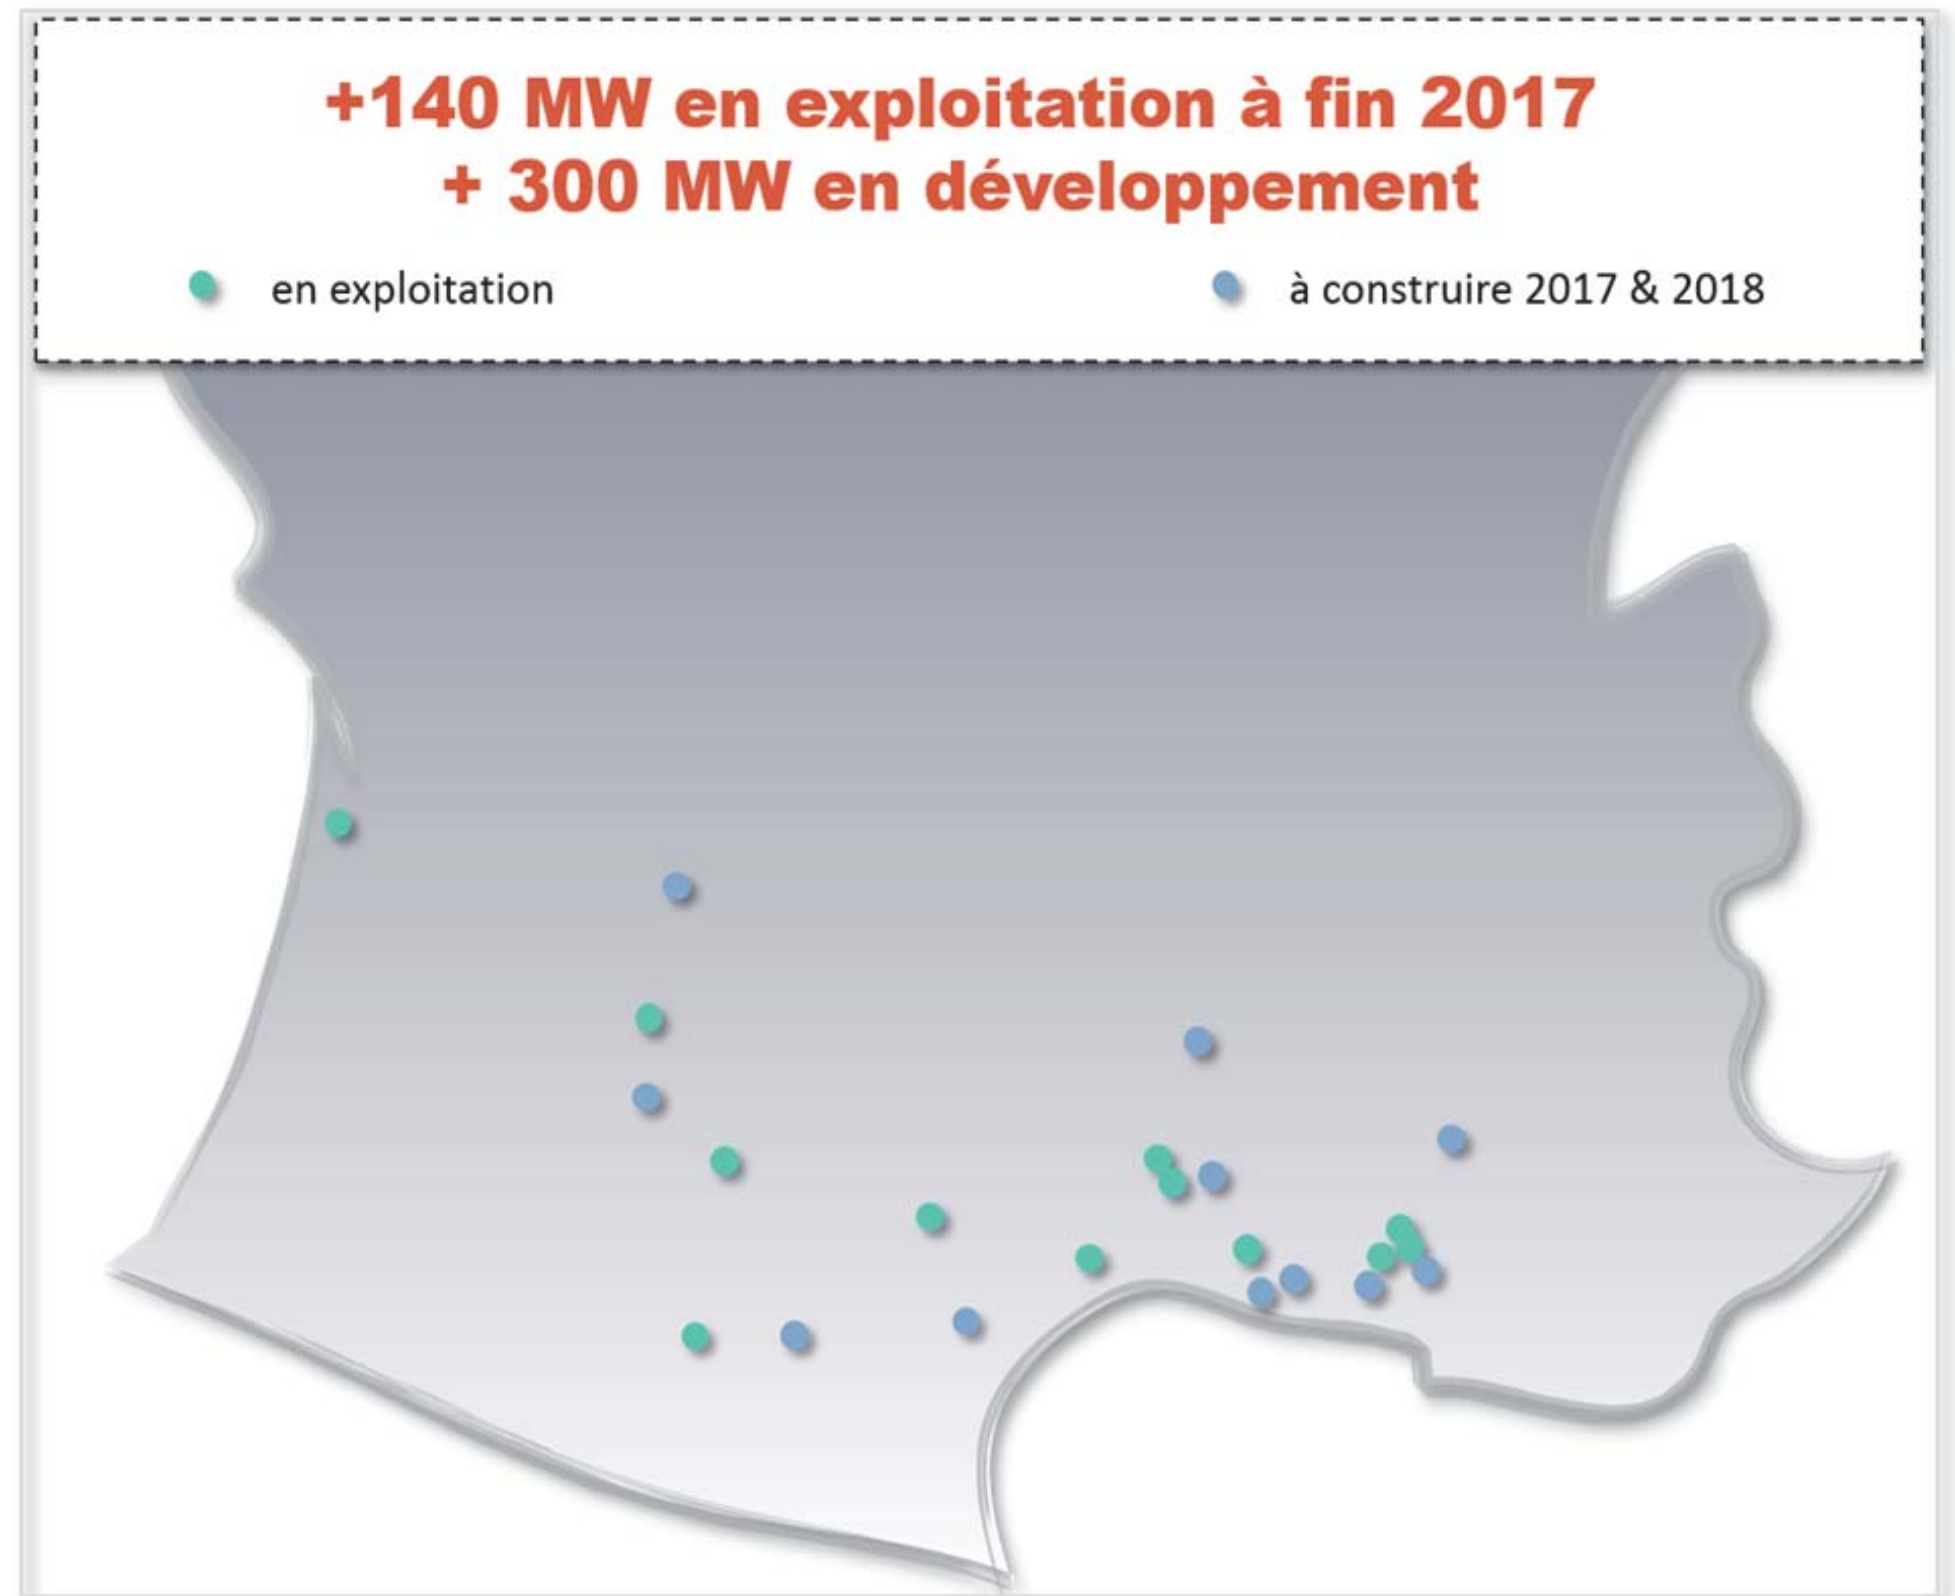 +140 MW en exploitation à fin 2017
+ 300 MW en développement
en exploitation
à construire 2017 & 2018